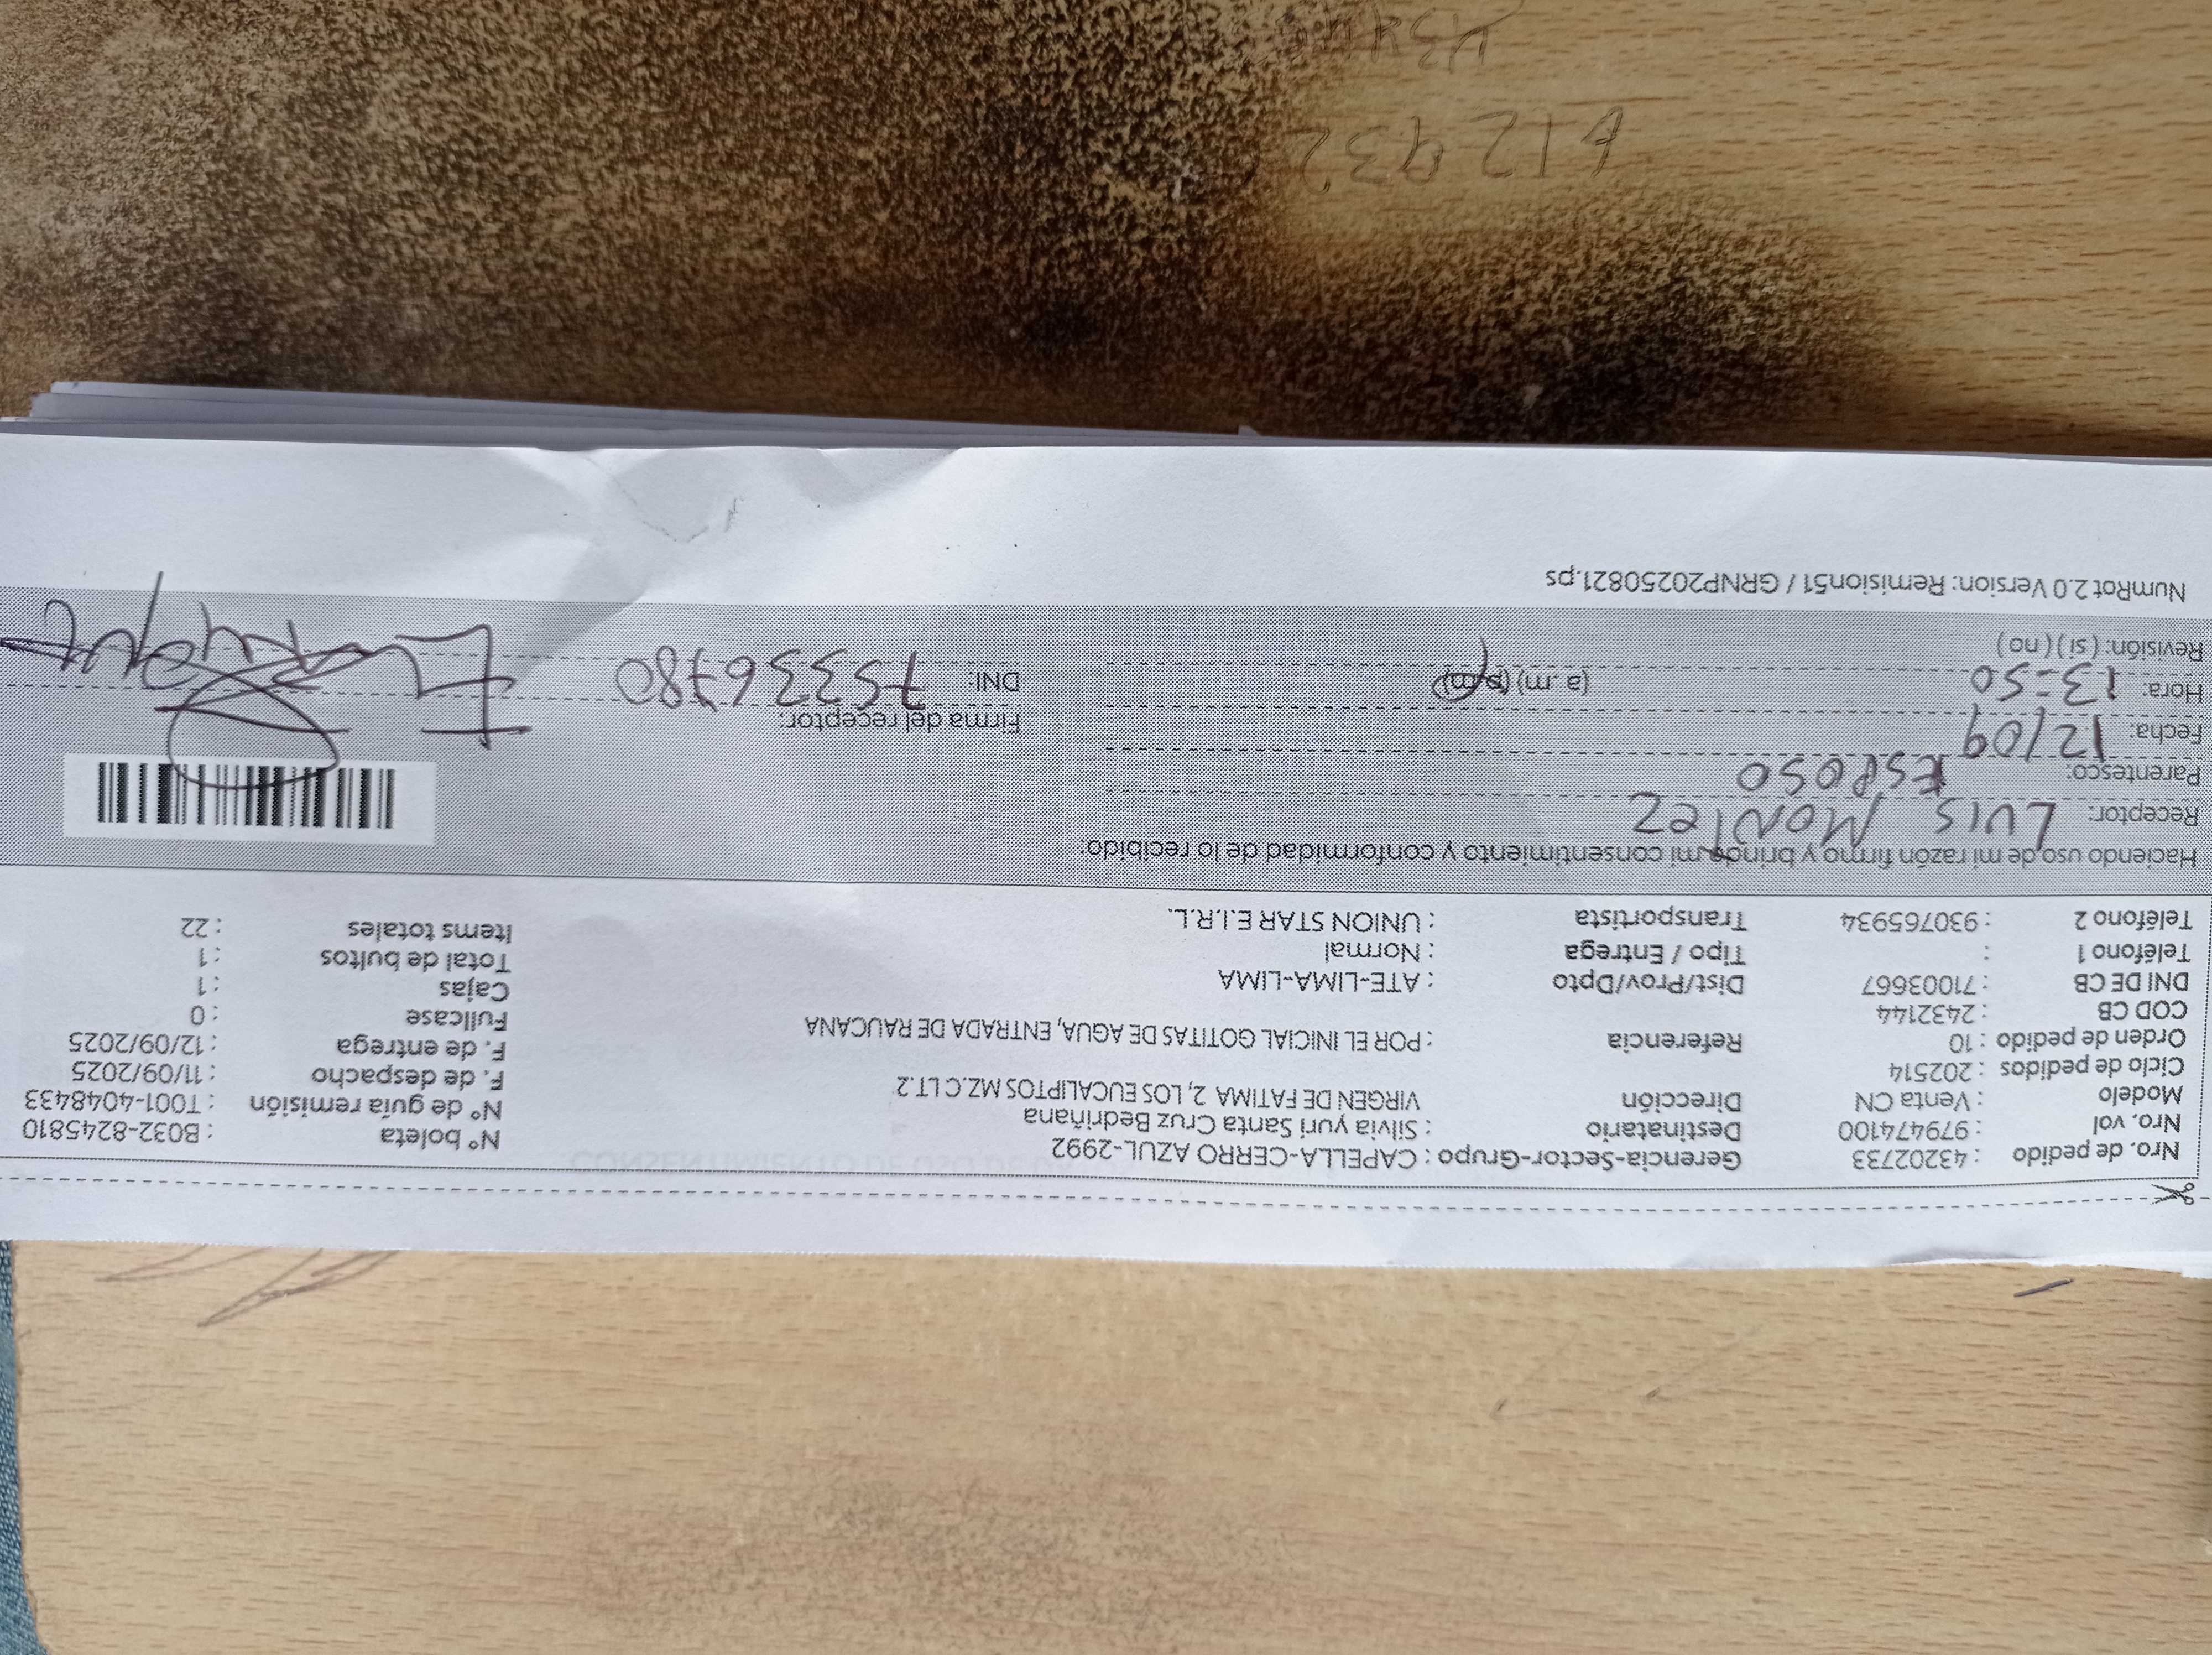 Nro. de pedido : 43202733 Gerencia-Sector-Grupo : CAPELLA-CERRO AZUL-2992 N° boleta : B032-8245810
Nro. vol : 979474100 Destinatario : Silvia yuri Santa Cruz Bedriñana N° de guía remisión : T001-4048433
Modelo : Venta CN Dirección VIRGEN DE FATIMA 2, LOS EUCALIPTOS MZ.C LT.2 F. de despacho : 11/09/2025
Ciclo de pedidos : 202514 F. de entrega : 12/09/2025
Orden de pedido : 10 Referencia : POR EL INICIAL GOTITAS DE AGUA, ENTRADA DE RAUCANA Fullcase : 0
COD CB : 2432144 Cajas : 1
DNI DE CB : 71003667 Dist/Prov/Dpto : ATE-LIMA-LIMA Total de bultos : 1
Teléfono 1 : Tipo / Entrega : Normal Items totales : 22
Teléfono 2 : 930765934 Transportista : UNION STAR E.I.R.L.
Haciendo uso de mi razón firmo y brindo mi consentimiento y conformidad de lo recibido:
Receptor: LUIS MONTEZ
Parentesco: ESPOSO
Fecha: 12/09 Firma del receptor:
Hora: 13:50 (a .m) (p.m) DNI: 75336780
Revisión: (si) (no)
NumRot 2.0 Version: Remision51 / GRNP20250821.ps